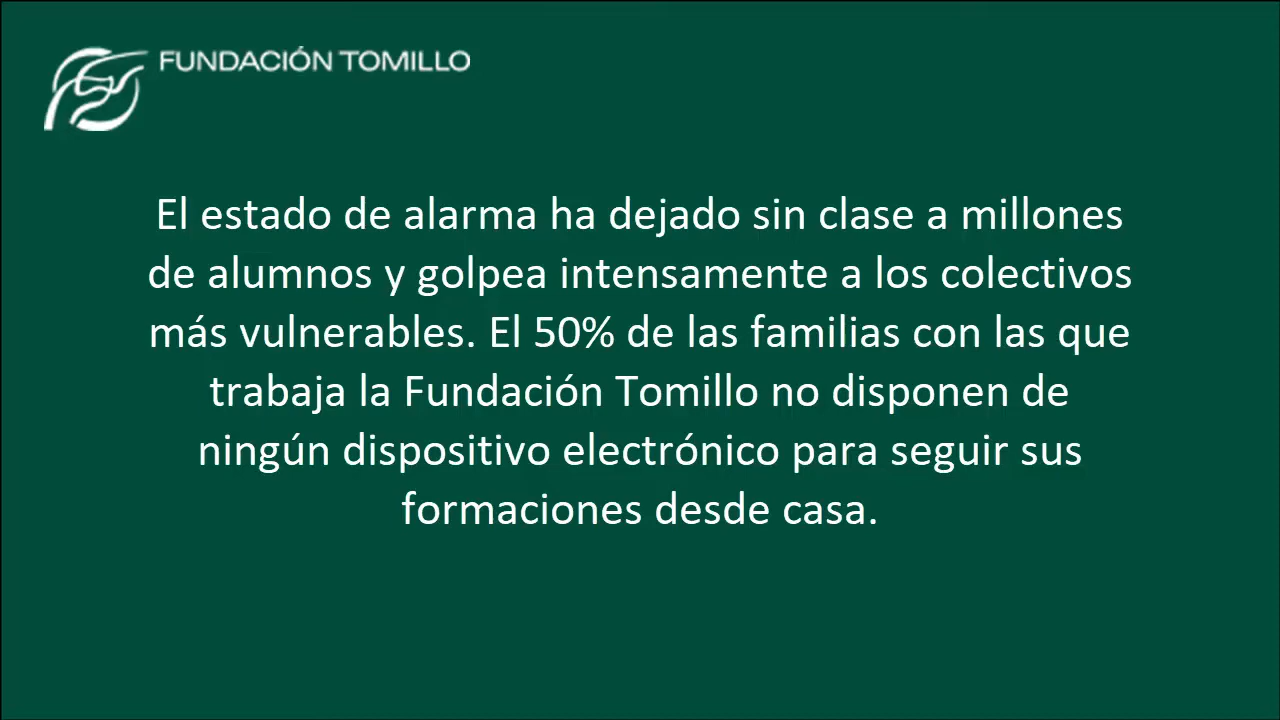 FUNDACIÓN TOMILLO
El estado de alarma ha dejado sin clase a millones
de alumnos y golpea intensamente a los colectivos
más vulnerables. El 50% de las familias con las que
trabaja la Fundación Tomillo no disponen de
ningún dispositivo electrónico para seguir sus
formaciones desde casa.